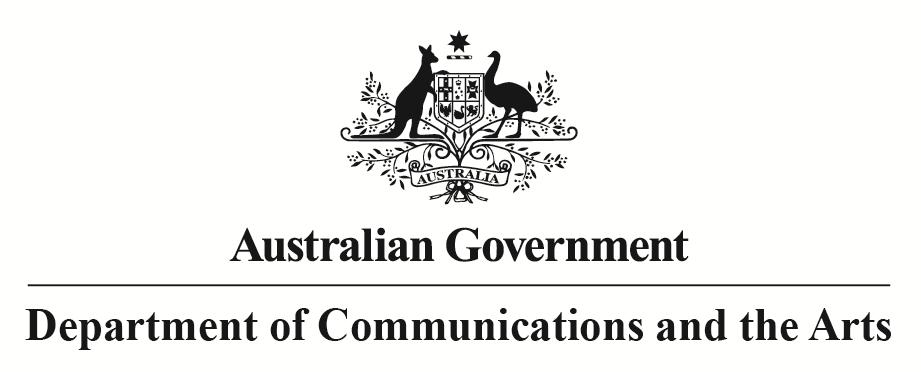 AUSTRALIA
Australian Government
Department of Communications and the Arts